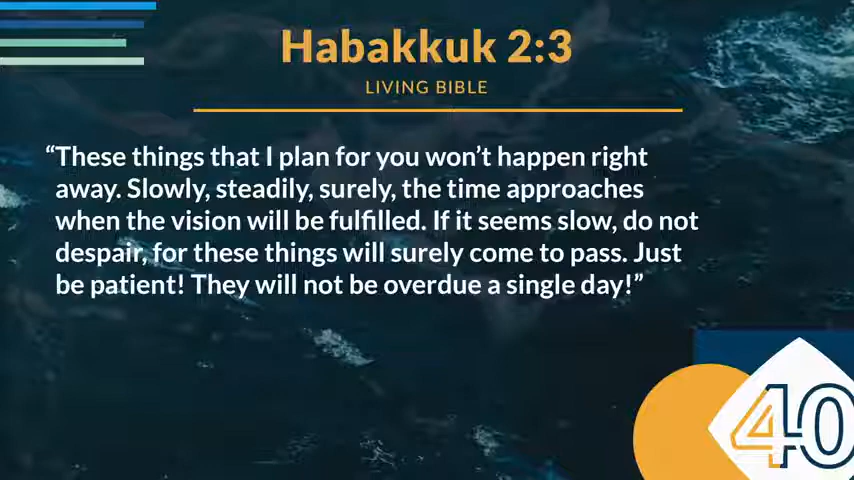 Habakkuk 2:3
LIVING BIBLE
“These things that I plan for you won’t happen right
away. Slowly, steadily, surely, the time approaches
when the vision will be fulfilled. If it seems slow, do not
despair, for these things will surely come to pass. Just
be patient! They will not be overdue a single day!”
40